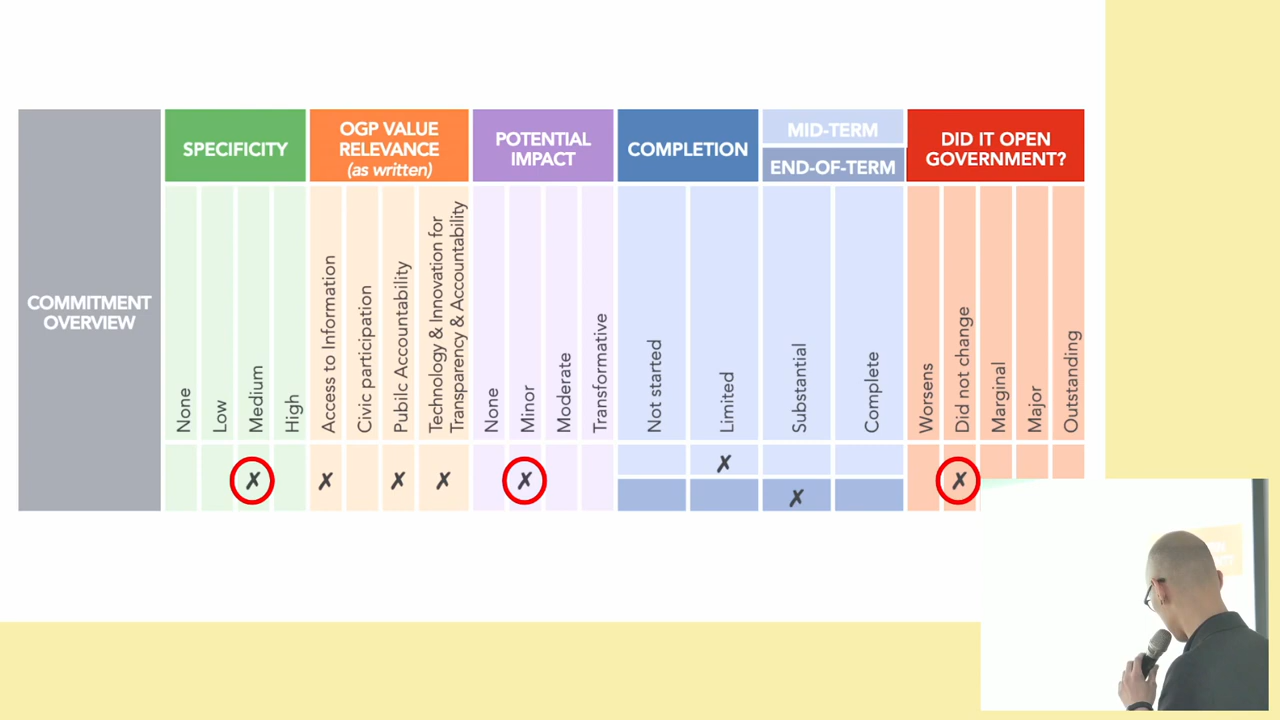 COMMITMENT
OVERVIEW
SPECIFICITY
OGP VALUE
RELEVANCE
(as written)
POTENTIAL
IMPACT
COMPLETION
MID-TERM
END-OF-TERM
DID IT OPEN
GOVERNMENT?
None
Low
Medium
High
Access to Information
Civic participation
Pubilc Accountability
Technology & Innovation for
Transparency & Accountability
None
Minor
Moderate
Transformative
Not started
Limited
Substantial
Complete
Worsens
Did not change
Marginal
Major
Outstanding
✗ ✗ ✗ ✗ ✗ ✗ ✗
✗